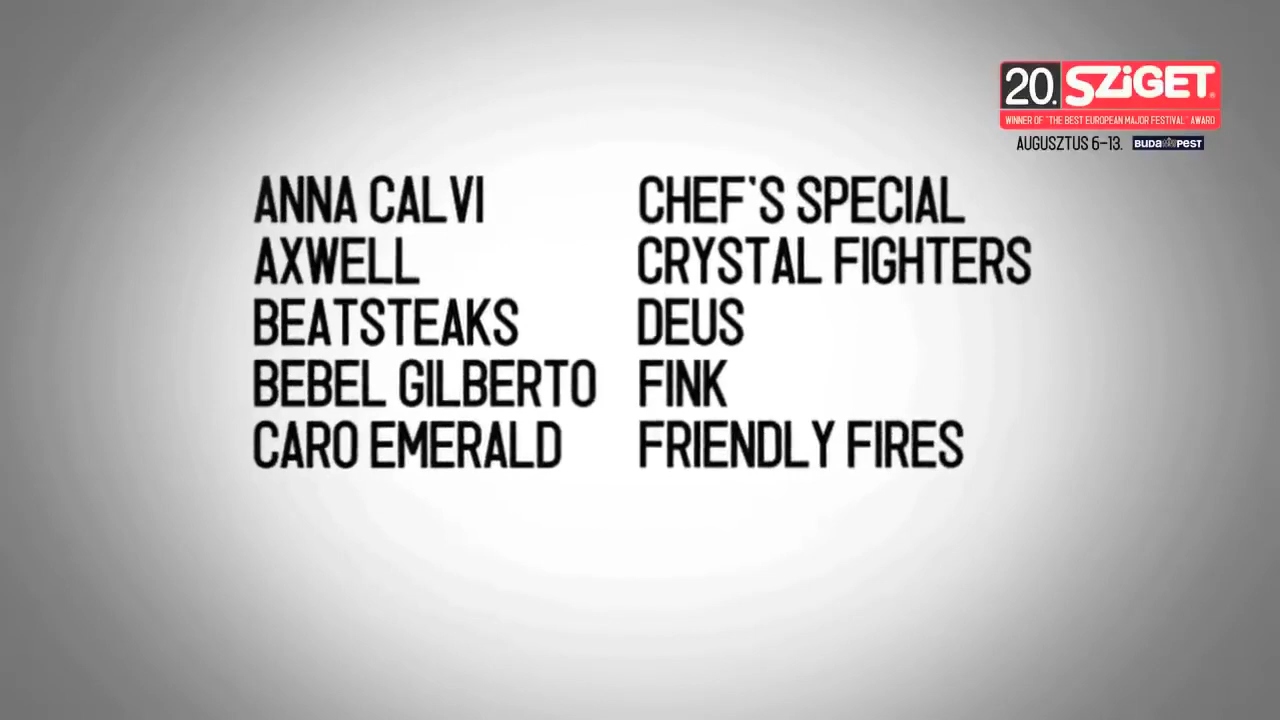 20. SZiGET
WINNER OF "THE BEST EUROPEAN MAJOR FESTIVAL" AWARD
AUGUSZTUS 6-13. BUDAPEST
ANNA CALVI
AXWELL
BEATSTEAKS
BEBEL GILBERTO
CARO EMERALD
CHEF'S SPECIAL
CRYSTAL FIGHTERS
DEUS
FINK
FRIENDLY FIRES